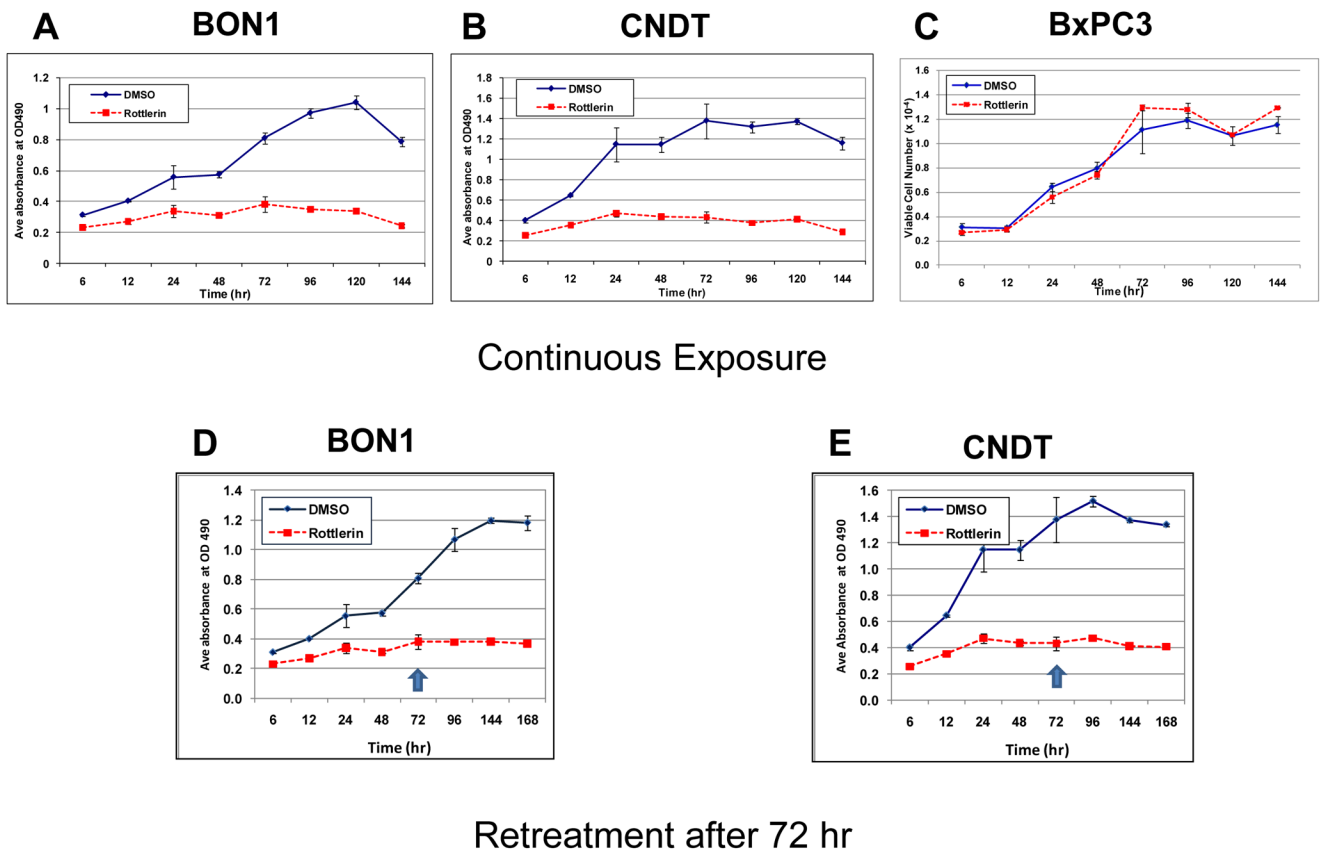 A BON1
B CNDT
C BxPC3
Ave absorbance at OD490
1.2
1
0.8
0.6
0.4
0.2
0
DMSO
Rottlerin
6 12 24 48 72 96 120 144
Time (hr)
Ave absorbance at OD490
1.8
1.6
1.4
1.2
1
0.8
0.6
0.4
0.2
0
DMSO
Rottlerin
6 12 24 48 72 96 120 144
Time (hr)
Viable Cell Number (x 10⁻⁴)
1.6
1.4
1.2
1.0
0.8
0.6
0.4
0.2
0.0
DMSO
Rottlerin
6 12 24 48 72 96 120 144
Time (hr)
Continuous Exposure
D BON1
E CNDT
Ave absorbance at OD 490
1.4
1.2
1.0
0.8
0.6
0.4
0.2
0.0
DMSO
Rottlerin
6 12 24 48 72 96 144 168
Time (hr)
Ave Absorbance at OD 490
1.6
1.4
1.2
1.0
0.8
0.6
0.4
0.2
0.0
DMSO
Rottlerin
6 12 24 48 72 96 144 168
Time (hr)
Retreatment after 72 hr